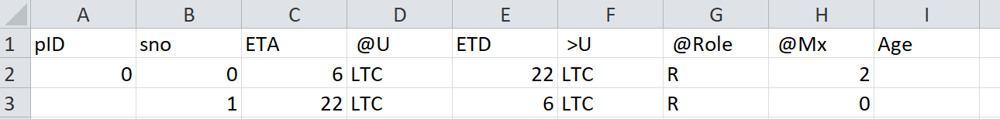 A B C D E F G H I
1 pID sno ETA @U ETD >U @Role @Mx Age
2 0 0 6 LTC 22 LTC R 2
3 1 22 LTC 6 LTC R 0